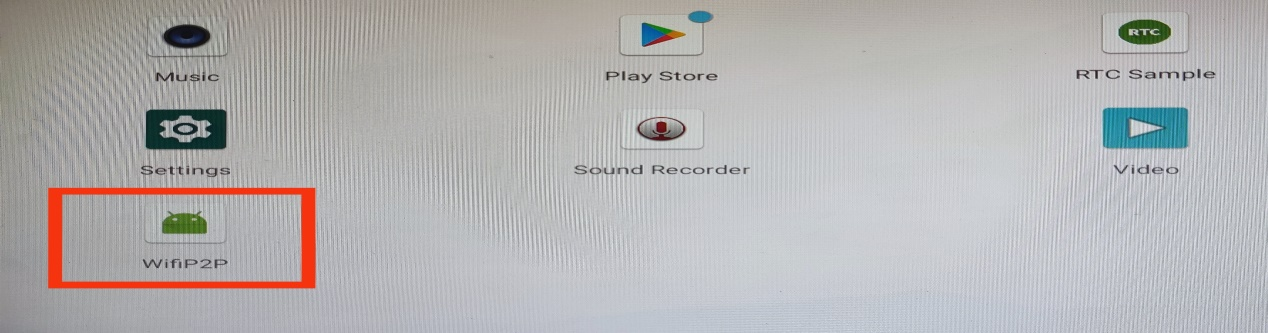 RTC
Music
Play Store
RTC Sample
Settings
Sound Recorder
Video
WifiP2P